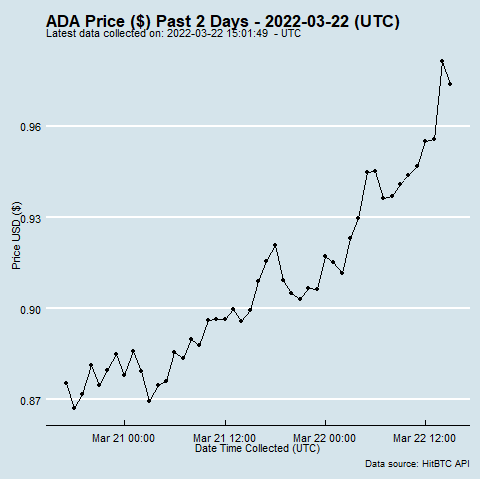 ADA Price ($) Past 2 Days - 2022-03-22 (UTC)
Latest data collected on: 2022-03-22 15:01:49 - UTC
Price USD ($)
0.96
0.93
0.90
0.87
Mar 21 00:00 Mar 21 12:00 Mar 22 00:00 Mar 22 12:00
Date Time Collected (UTC)
Data source: HitBTC API